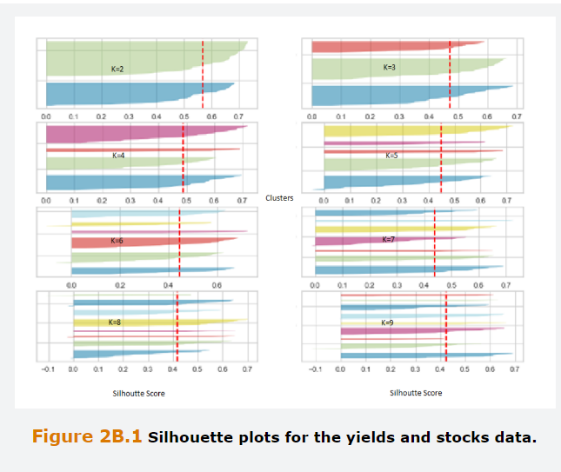 K=2
0.0 0.1 0.2 0.3 0.4 0.5 0.6 0.7
K=3
0.0 0.1 0.2 0.3 0.4 0.5 0.6 0.7
K=4
0.0 0.1 0.2 0.3 0.4 0.5 0.6 0.7
K=5
0.0 0.1 0.2 0.3 0.4 0.5 0.6 0.7
Clusters
K=6
0.0 0.2 0.4 0.6
K=7
0.0 0.1 0.2 0.3 0.4 0.5 0.6 0.7
K=8
-0.1 0.0 0.1 0.2 0.3 0.4 0.5 0.6 0.7
K=9
-0.1 0.0 0.1 0.2 0.3 0.4 0.5 0.6 0.7
Silhoutte Score
Silhoutte Score
Figure 2B.1 Silhouette plots for the yields and stocks data.